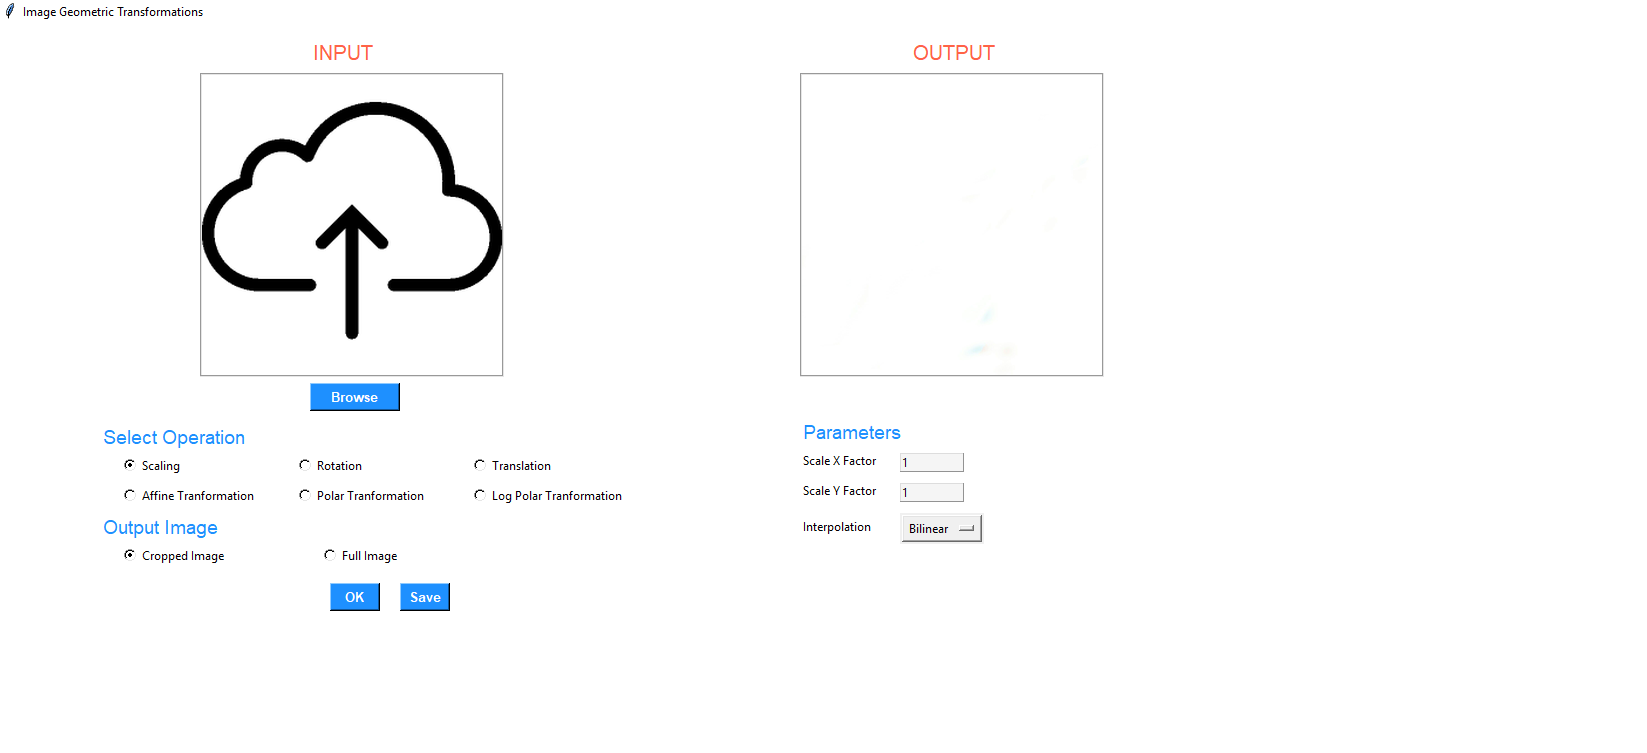 Image Geometric Transformations
INPUT
OUTPUT
Browse
Select Operation
Scaling
Rotation
Translation
Affine Tranformation
Polar Tranformation
Log Polar Tranformation
Output Image
Cropped Image
Full Image
OK
Save
Parameters
Scale X Factor
1
Scale Y Factor
1
Interpolation
Bilinear